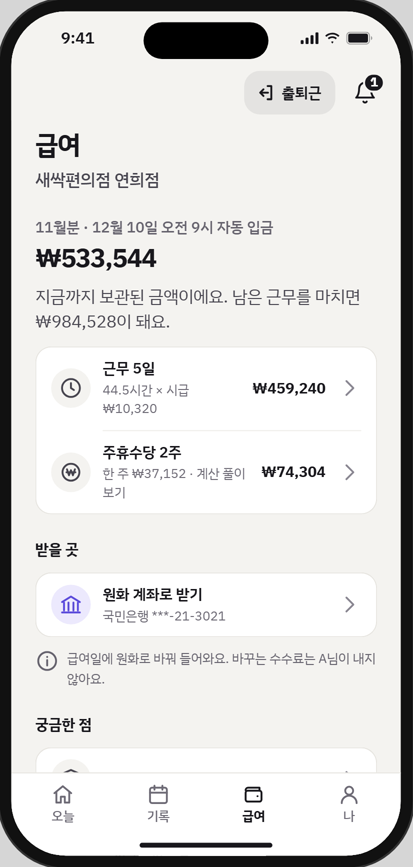 9:41
출퇴근
1
급여
새싹편의점 연희점
11월분 · 12월 10일 오전 9시 자동 입금
₩533,544
지금까지 보관된 금액이에요. 남은 근무를 마치면
₩984,528이 돼요.
근무 5일
44.5시간 × 시급
₩10,320
₩459,240
주휴수당 2주
한 주 ₩37,152 · 계산 풀이
보기
₩74,304
받을 곳
원화 계좌로 받기
국민은행 ***-21-3021
급여일에 원화로 바꿔 들어와요. 바꾸는 수수료는 A님이 내지
않아요.
궁금한 점
오늘
기록
급여
나